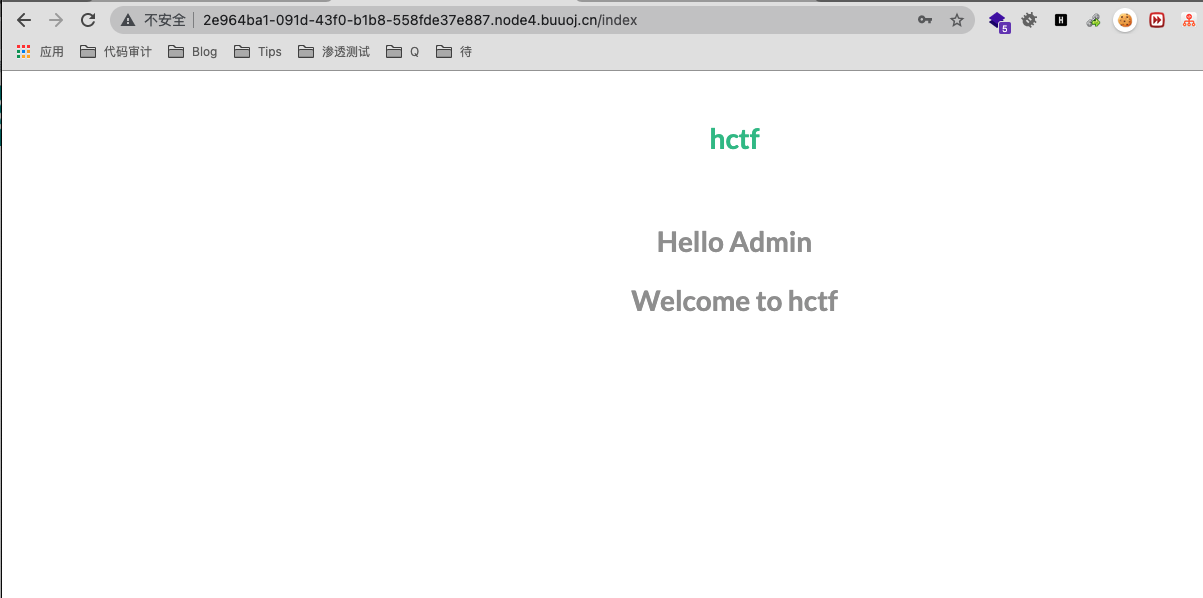 不安全 2e964ba1-091d-43f0-b1b8-558fde37e887.node4.buuoj.cn/index
5 H
应用 代码审计 Blog Tips 渗透测试 Q 待
hctf
Hello Admin
Welcome to hctf